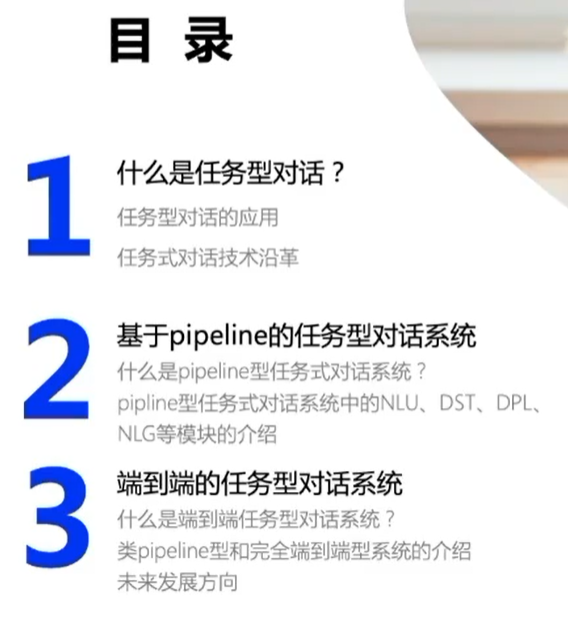 目 录
1
什么是任务型对话？
任务型对话的应用
任务式对话技术沿革
2
基于pipeline的任务型对话系统
什么是pipeline型任务式对话系统？
pipline型任务式对话系统中的NLU、DST、DPL、
NLG等模块的介绍
3
端到端的任务型对话系统
什么是端到端任务型对话系统？
类pipeline型和完全端到端型系统的介绍
未来发展方向